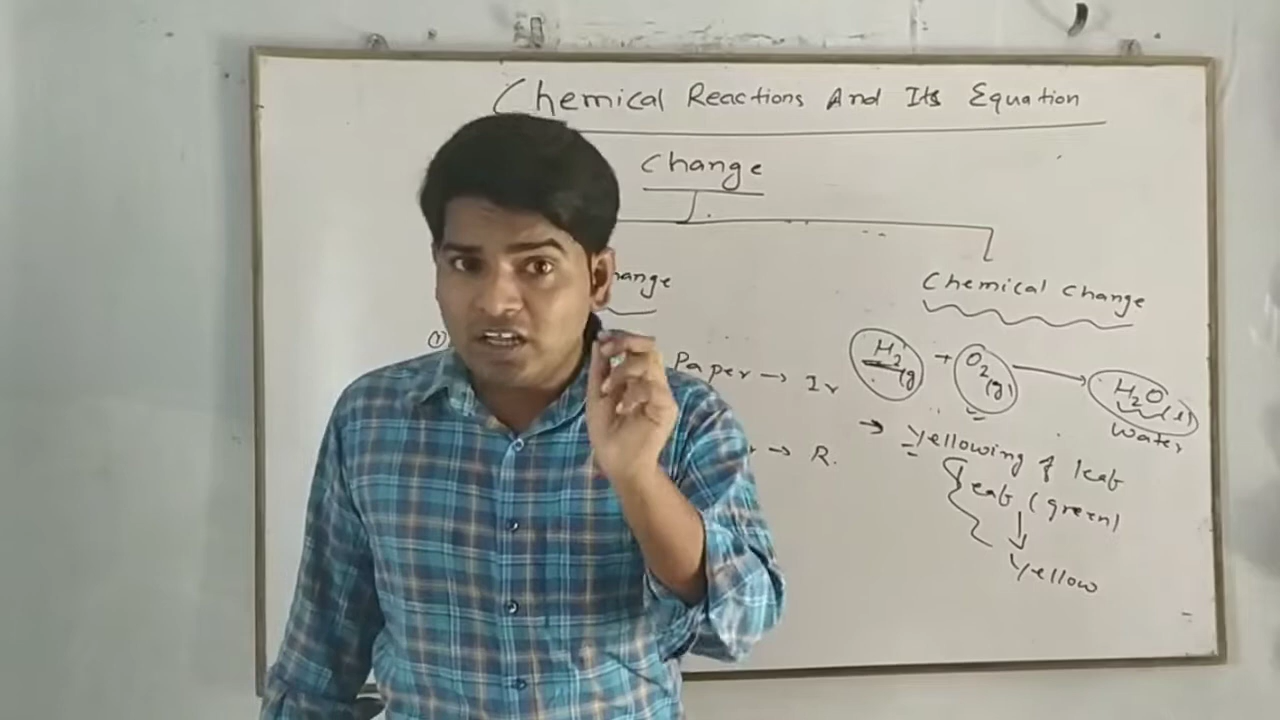 Chemical Reactions And Its Equation
Change
hange
Chemical change
①
Paper → Ir
H2(g) + O2(g) → H2O(l)
Water
→ R.
→ Yellowing of leaf
Leaf (green)
↓
Yellow